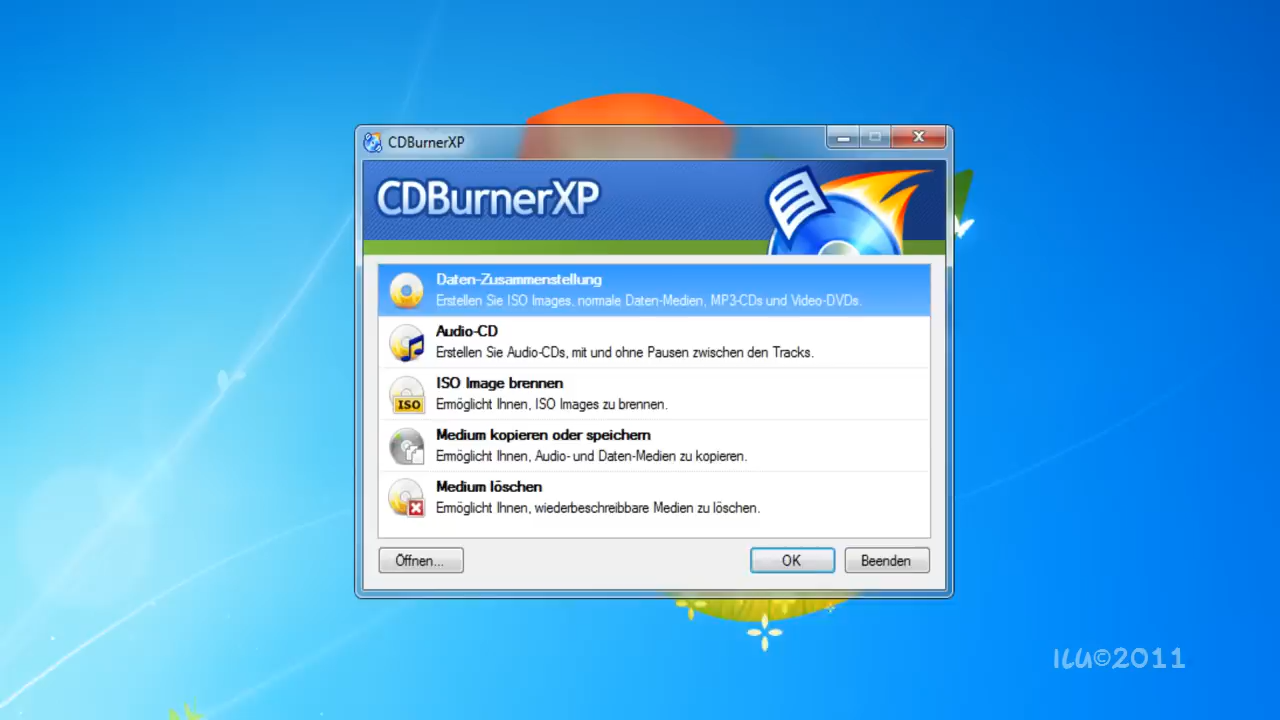 CDBurnerXP
CDBurnerXP
Daten-Zusammenstellung
Erstellen Sie ISO Images, normale Daten-Medien, MP3-CDs und Video-DVDs.
Audio-CD
Erstellen Sie Audio-CDs, mit und ohne Pausen zwischen den Tracks.
ISO Image brennen
ISO
Ermöglicht Ihnen, ISO Images zu brennen.
Medium kopieren oder speichern
Ermöglicht Ihnen, Audio- und Daten-Medien zu kopieren.
Medium löschen
Ermöglicht Ihnen, wiederbeschreibbare Medien zu löschen.
Öffnen...
OK
Beenden
ILU©2011